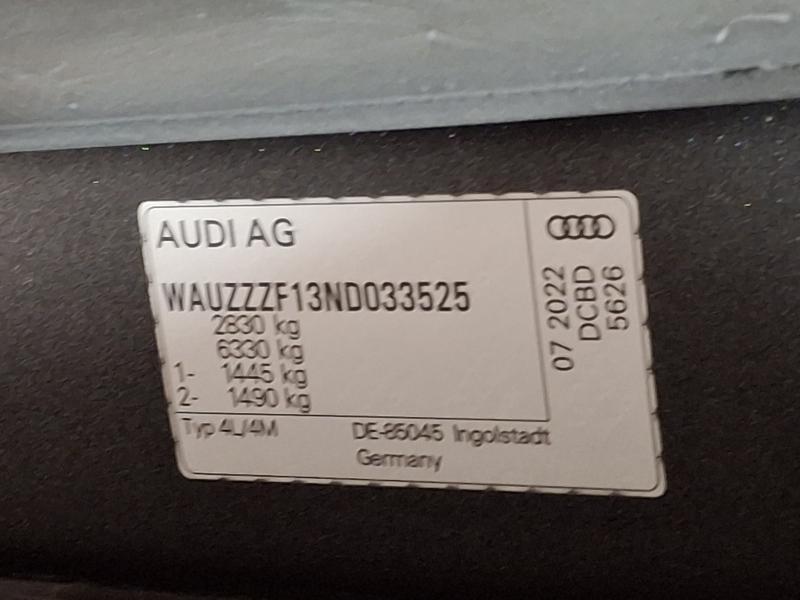 AUDI AG
WAUZZZF13ND033525
2830 kg
6330 kg
1- 1445 kg
2- 1490 kg
Typ 4L/4M DE-85045 Ingolstadt
Germany
07 2022
DCBD
5626